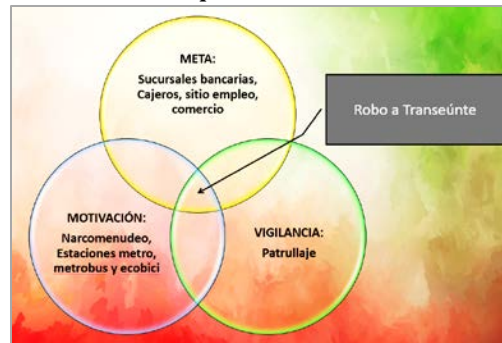 META:
Sucursales bancarias,
Cajeros, sitio empleo,
comercio
Robo a Transeúnte
MOTIVACIÓN:
Narcomenudeo,
Estaciones metro,
metrobus y ecobici
VIGILANCIA:
Patrullaje